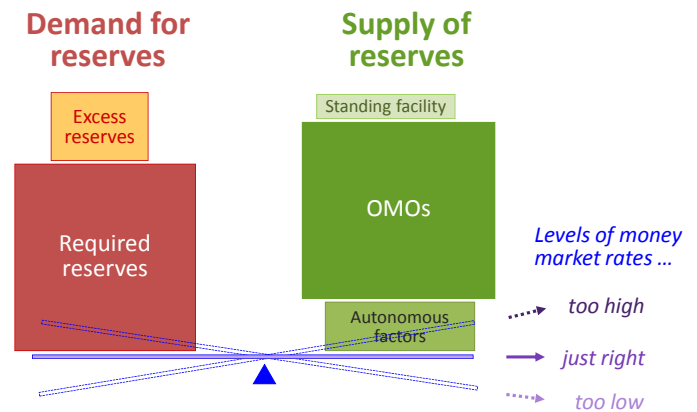 Demand for
reserves
Supply of
reserves
Excess
reserves
Standing facility
Required
reserves
OMOs
Autonomous
factors
Levels of money
market rates ...
too high
just right
too low